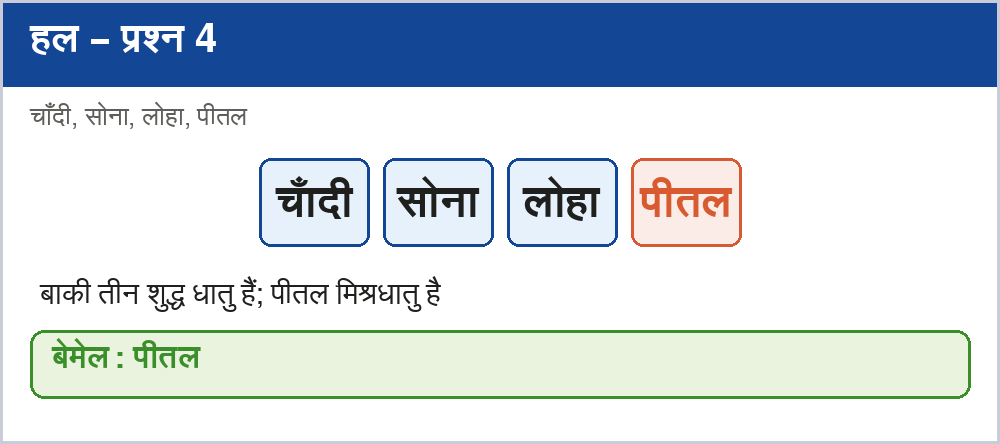 हल – प्रश्न 4
चाँदी, सोना, लोहा, पीतल
चाँदी सोना लोहा पीतल
बाकी तीन शुद्ध धातु हैं; पीतल मिश्रधातु है
बेमेल : पीतल